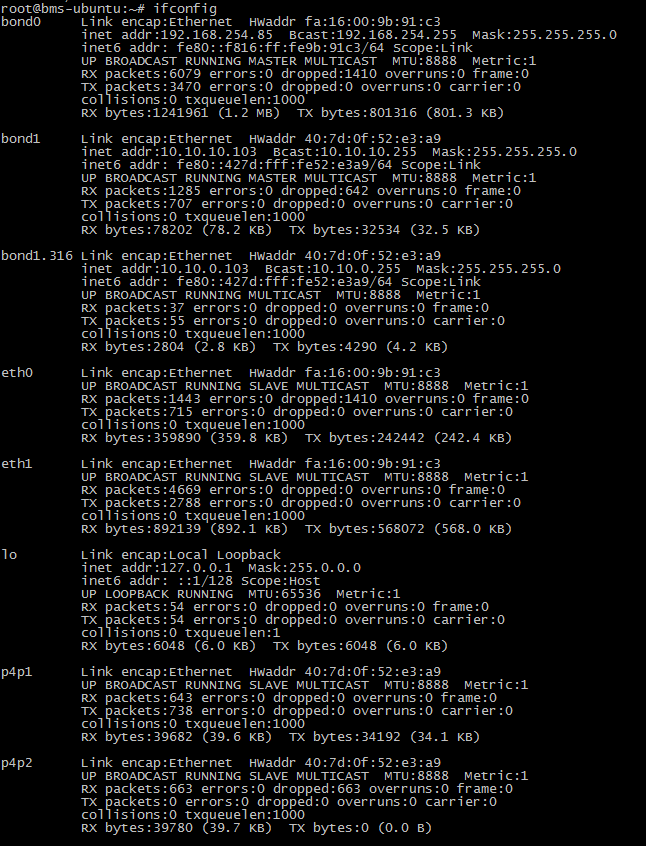 root@bms-ubuntu:~# ifconfig
bond0     Link encap:Ethernet  HWaddr fa:16:00:9b:91:c3
          inet addr:192.168.254.85  Bcast:192.168.254.255  Mask:255.255.255.0
          inet6 addr: fe80::f816:ff:fe9b:91c3/64 Scope:Link
          UP BROADCAST RUNNING MASTER MULTICAST  MTU:8888  Metric:1
          RX packets:6079 errors:0 dropped:1410 overruns:0 frame:0
          TX packets:3470 errors:0 dropped:0 overruns:0 carrier:0
          collisions:0 txqueuelen:1000
          RX bytes:1241961 (1.2 MB)  TX bytes:801316 (801.3 KB)

bond1     Link encap:Ethernet  HWaddr 40:7d:0f:52:e3:a9
          inet addr:10.10.10.103  Bcast:10.10.10.255  Mask:255.255.255.0
          inet6 addr: fe80::427d:fff:fe52:e3a9/64 Scope:Link
          UP BROADCAST RUNNING MASTER MULTICAST  MTU:8888  Metric:1
          RX packets:1285 errors:0 dropped:642 overruns:0 frame:0
          TX packets:707 errors:0 dropped:0 overruns:0 carrier:0
          collisions:0 txqueuelen:1000
          RX bytes:78202 (78.2 KB)  TX bytes:32534 (32.5 KB)

bond1.316 Link encap:Ethernet  HWaddr 40:7d:0f:52:e3:a9
          inet addr:10.10.0.103  Bcast:10.10.0.255  Mask:255.255.255.0
          inet6 addr: fe80::427d:fff:fe52:e3a9/64 Scope:Link
          UP BROADCAST RUNNING MULTICAST  MTU:8888  Metric:1
          RX packets:37 errors:0 dropped:0 overruns:0 frame:0
          TX packets:55 errors:0 dropped:0 overruns:0 carrier:0
          collisions:0 txqueuelen:1000
          RX bytes:2804 (2.8 KB)  TX bytes:4290 (4.2 KB)

eth0      Link encap:Ethernet  HWaddr fa:16:00:9b:91:c3
          UP BROADCAST RUNNING SLAVE MULTICAST  MTU:8888  Metric:1
          RX packets:1443 errors:0 dropped:1410 overruns:0 frame:0
          TX packets:715 errors:0 dropped:0 overruns:0 carrier:0
          collisions:0 txqueuelen:1000
          RX bytes:359890 (359.8 KB)  TX bytes:242442 (242.4 KB)

eth1      Link encap:Ethernet  HWaddr fa:16:00:9b:91:c3
          UP BROADCAST RUNNING SLAVE MULTICAST  MTU:8888  Metric:1
          RX packets:4669 errors:0 dropped:0 overruns:0 frame:0
          TX packets:2788 errors:0 dropped:0 overruns:0 carrier:0
          collisions:0 txqueuelen:1000
          RX bytes:892139 (892.1 KB)  TX bytes:568072 (568.0 KB)

lo        Link encap:Local Loopback
          inet addr:127.0.0.1  Mask:255.0.0.0
          inet6 addr: ::1/128 Scope:Host
          UP LOOPBACK RUNNING  MTU:65536  Metric:1
          RX packets:54 errors:0 dropped:0 overruns:0 frame:0
          TX packets:54 errors:0 dropped:0 overruns:0 carrier:0
          collisions:0 txqueuelen:1
          RX bytes:6048 (6.0 KB)  TX bytes:6048 (6.0 KB)

p4p1      Link encap:Ethernet  HWaddr 40:7d:0f:52:e3:a9
          UP BROADCAST RUNNING SLAVE MULTICAST  MTU:8888  Metric:1
          RX packets:643 errors:0 dropped:0 overruns:0 frame:0
          TX packets:738 errors:0 dropped:0 overruns:0 carrier:0
          collisions:0 txqueuelen:1000
          RX bytes:39682 (39.6 KB)  TX bytes:34192 (34.1 KB)

p4p2      Link encap:Ethernet  HWaddr 40:7d:0f:52:e3:a9
          UP BROADCAST RUNNING SLAVE MULTICAST  MTU:8888  Metric:1
          RX packets:663 errors:0 dropped:663 overruns:0 frame:0
          TX packets:0 errors:0 dropped:0 overruns:0 carrier:0
          collisions:0 txqueuelen:1000
          RX bytes:39780 (39.7 KB)  TX bytes:0 (0.0 B)